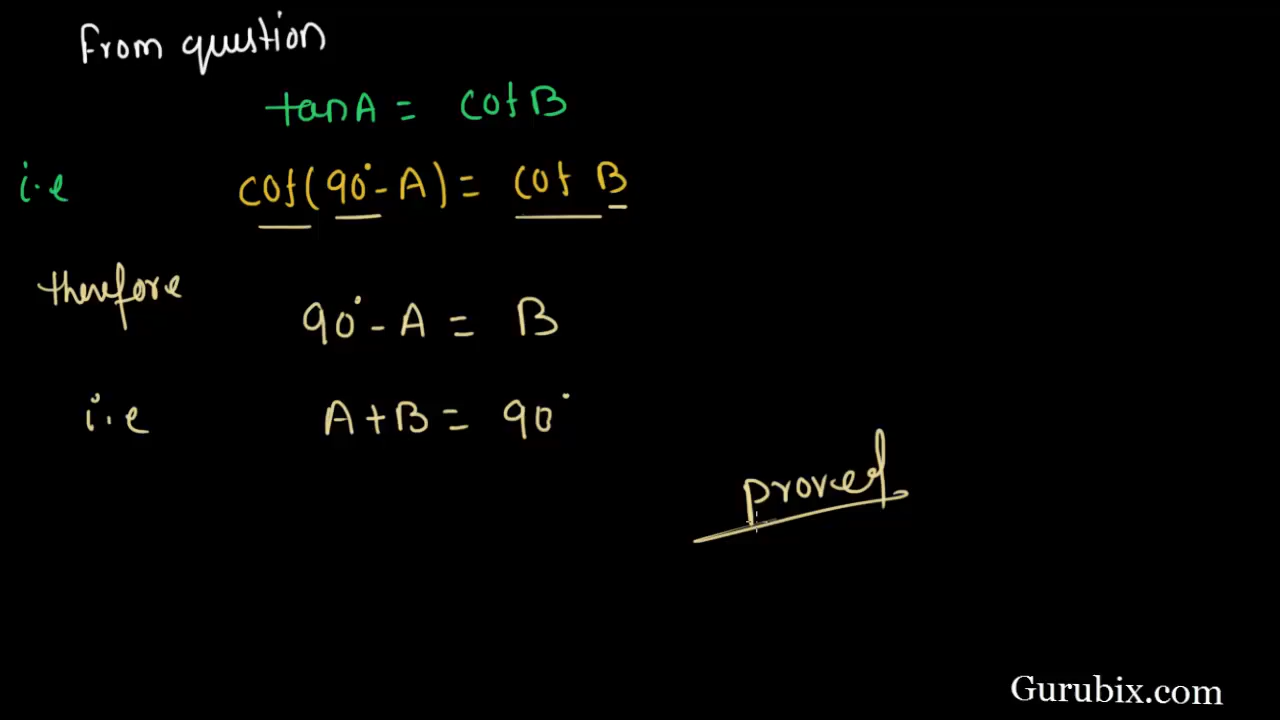 From question
tanA = cotB
i.e cot(90°-A) = cot B
therefore 90°-A = B
i.e A+B = 90°
proved
Gurubix.com